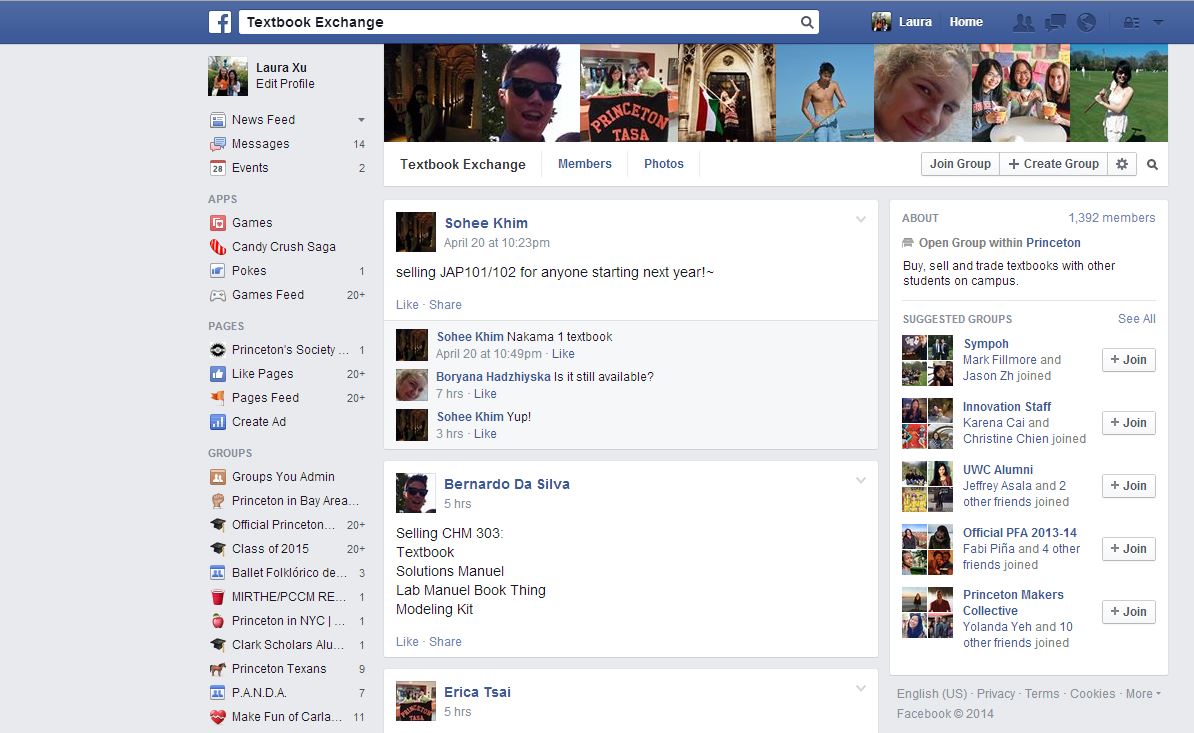 Textbook Exchange
Laura
Home
Laura Xu
Edit Profile
News Feed
Messages 14
28 Events 2
APPS
Games
Candy Crush Saga
Pokes 1
Games Feed 20+
PAGES
Princeton's Society ... 1
Like Pages 20+
Pages Feed 20+
Create Ad
GROUPS
Groups You Admin
Princeton in Bay Area...
Official Princeton... 20+
Class of 2015 20+
Ballet Folklórico de... 3
MIRTHE/PCCM RE... 1
Princeton in NYC | ... 1
Clark Scholars Alu... 1
Princeton Texans 9
P.A.N.D.A. 7
Make Fun of Carla... 11
PRINCETON
TASA
Textbook Exchange Members Photos
Join Group + Create Group
Sohee Khim
April 20 at 10:23pm
selling JAP101/102 for anyone starting next year!~
Like · Share
Sohee Khim Nakama 1 textbook
April 20 at 10:49pm · Like
Boryana Hadzhiyska Is it still available?
7 hrs · Like
Sohee Khim Yup!
3 hrs · Like
Bernardo Da Silva
5 hrs
Selling CHM 303:
Textbook
Solutions Manuel
Lab Manuel Book Thing
Modeling Kit
Like · Share
PRINCETON
TASA
Erica Tsai
5 hrs
ABOUT 1,392 members
Open Group within Princeton
Buy, sell and trade textbooks with other
students on campus.
SUGGESTED GROUPS See All
Sympoh
Mark Fillmore and
Jason Zh joined
+ Join
Innovation Staff
Karena Cai and
Christine Chien joined
+ Join
UWC Alumni
Jeffrey Asala and 2
other friends joined
+ Join
Official PFA 2013-14
Fabi Piña and 4 other
friends joined
+ Join
Princeton Makers
Collective
Yolanda Yeh and 10
other friends joined
+ Join
English (US) · Privacy · Terms · Cookies · More
Facebook © 2014